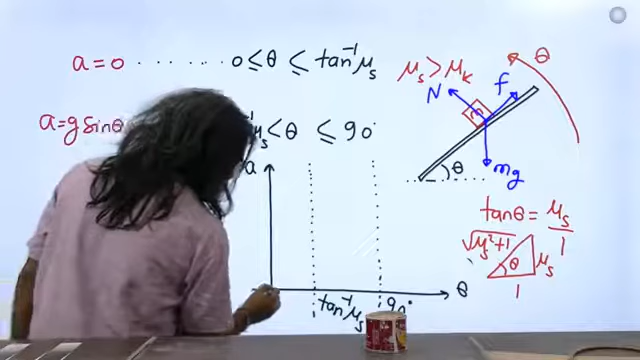 a = 0 ........ 0 ≤ θ ≤ tan⁻¹μₛ
a = g sinθ μₛ < θ ≤ 90°
a
tan⁻¹μₛ 90° θ
μₛ > μₖ
θ
N f
m
θ
mg
tanθ = μₛ/1
√μₛ²+1
θ μₛ
1